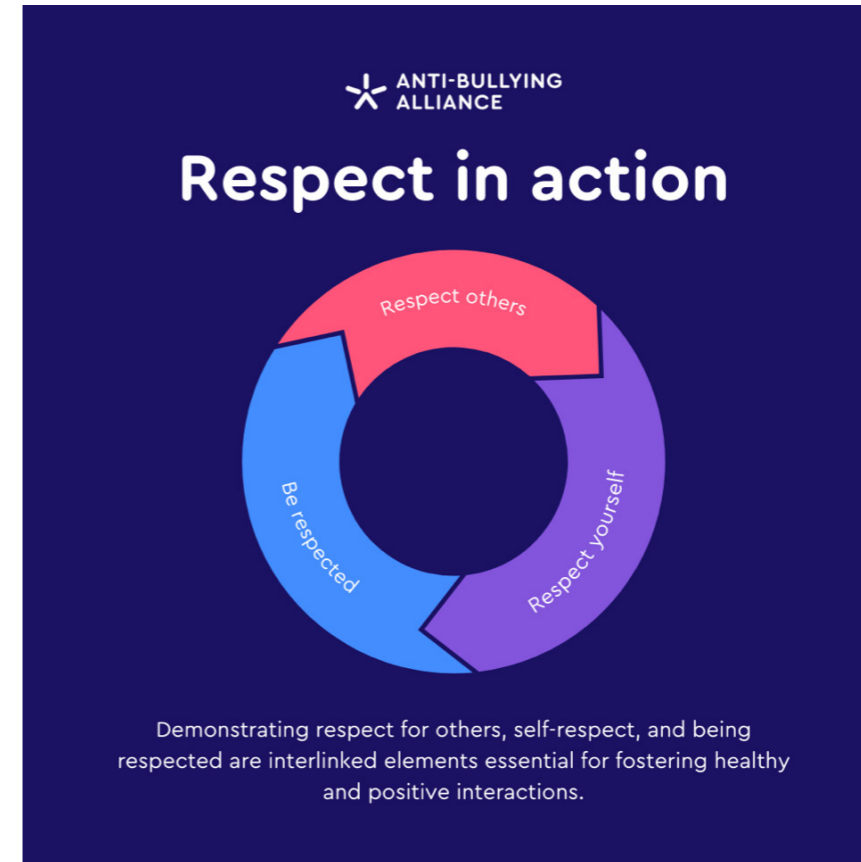 ANTI-BULLYING
ALLIANCE
Respect in action
Respect others
Respect yourself
Be respected
Demonstrating respect for others, self-respect, and being
respected are interlinked elements essential for fostering healthy
and positive interactions.